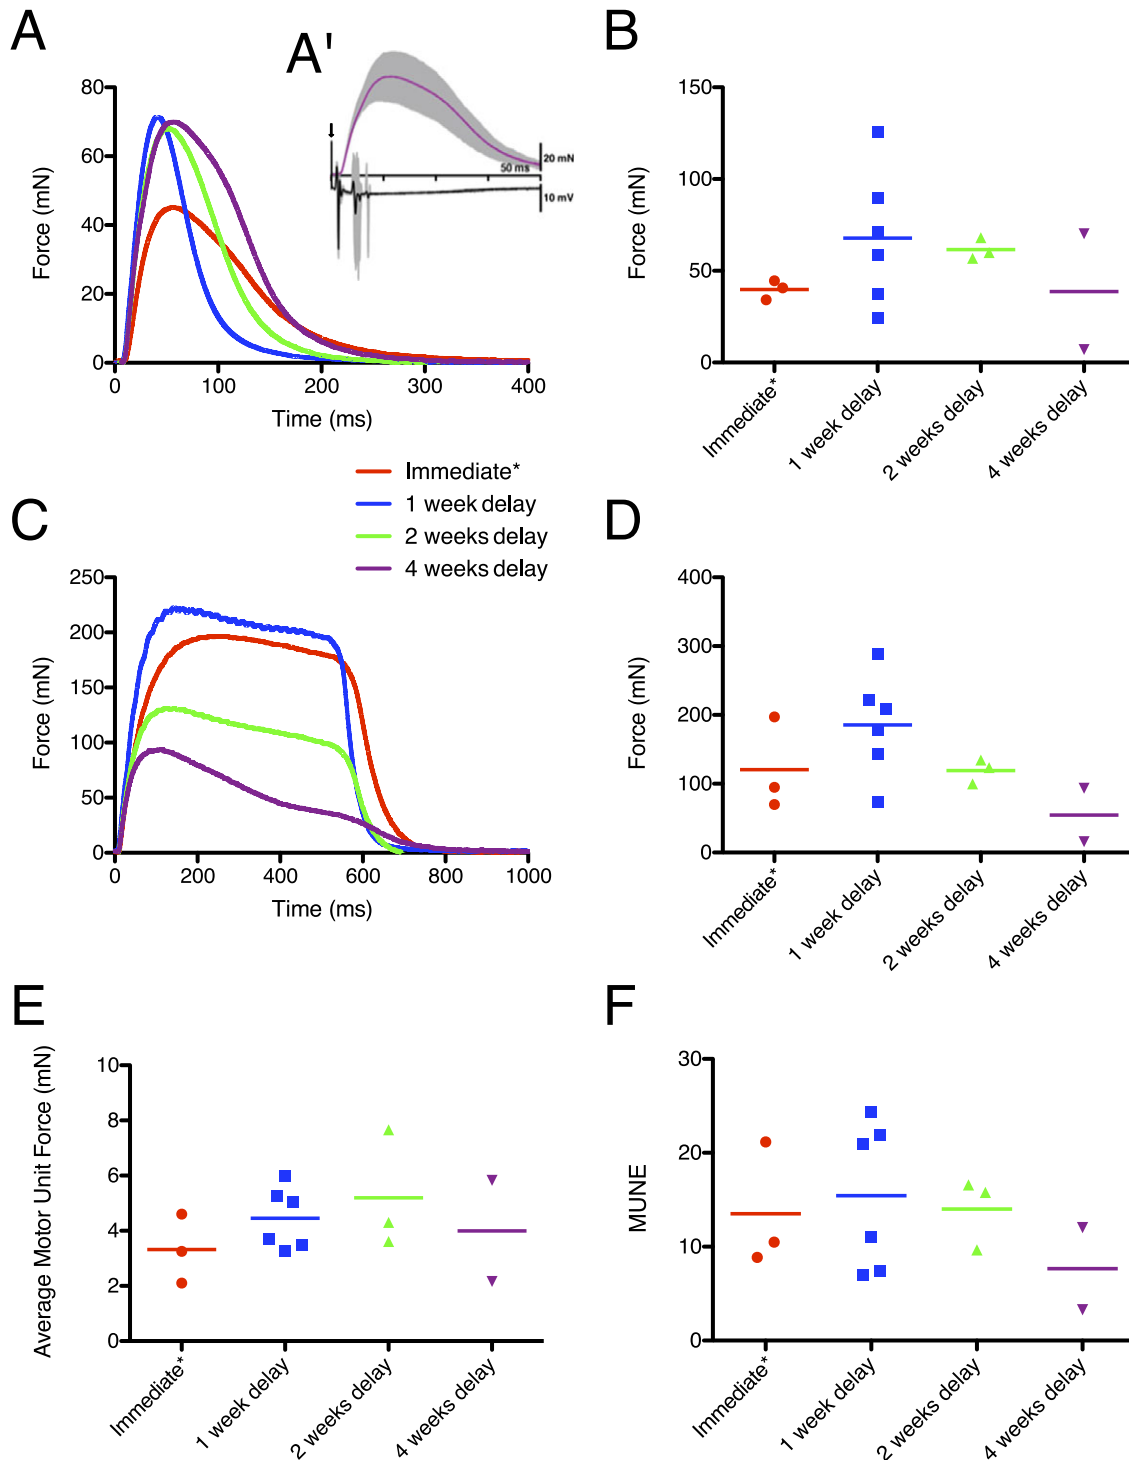 A
A'
B
80
60
40
20
0
Force (mN)
0
100
200
300
400
Time (ms)
20 mN
50 ms
10 mV
150
100
50
0
Force (mN)
Immediate*
1 week delay
2 weeks delay
4 weeks delay
Immediate*
1 week delay
2 weeks delay
4 weeks delay
C
D
250
200
150
100
50
0
Force (mN)
0
200
400
600
800
1000
Time (ms)
400
300
200
100
0
Force (mN)
Immediate*
1 week delay
2 weeks delay
4 weeks delay
E
F
10
8
6
4
2
0
Average Motor Unit Force (mN)
Immediate*
1 week delay
2 weeks delay
4 weeks delay
30
20
10
0
MUNE
Immediate*
1 week delay
2 weeks delay
4 weeks delay